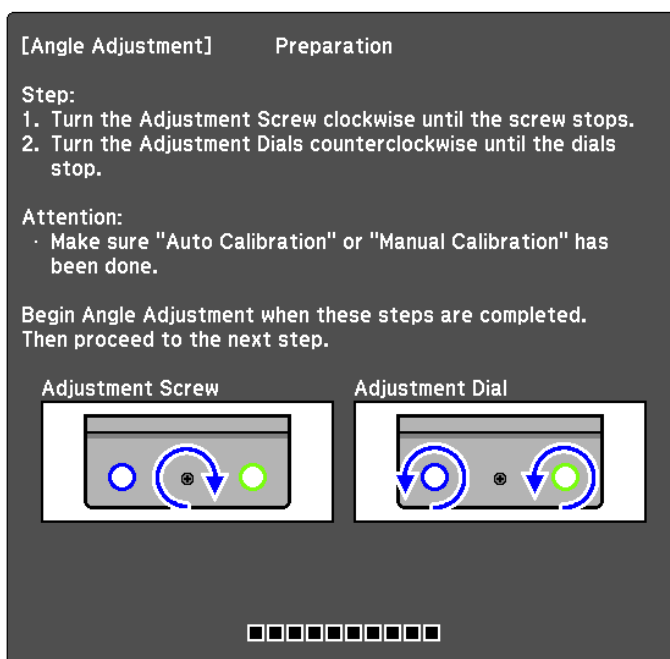 [Angle Adjustment] Preparation
Step:
1. Turn the Adjustment Screw clockwise until the screw stops.
2. Turn the Adjustment Dials counterclockwise until the dials
stop.
Attention:
· Make sure "Auto Calibration" or "Manual Calibration" has
been done.
Begin Angle Adjustment when these steps are completed.
Then proceed to the next step.
Adjustment Screw
Adjustment Dial